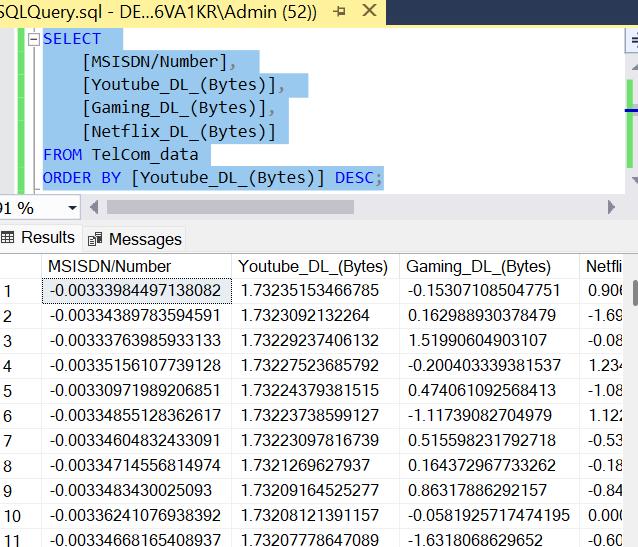 SQLQuery.sql - DE...6VA1KR\Admin (52))
SELECT
[MSISDN/Number],
[Youtube_DL_(Bytes)],
[Gaming_DL_(Bytes)],
[Netflix_DL_(Bytes)]
FROM TelCom_data
ORDER BY [Youtube_DL_(Bytes)] DESC;
91 %
Results Messages
MSISDN/Number Youtube_DL_(Bytes) Gaming_DL_(Bytes) Netfli
1 -0.00333984497138082 1.73235153466785 -0.153071085047751 0.906
2 -0.00334389783594591 1.7323092132264 0.162988930378479 -1.69
3 -0.00333763985933133 1.73229237406132 1.51990604903107 -0.08
4 -0.00335156107739128 1.73227523685792 -0.200403339381537 1.234
5 -0.00330971989206851 1.73224379381515 0.474061092568413 -1.08
6 -0.00334855128362617 1.73223738599127 -1.11739082704979 1.122
7 -0.00334604832433091 1.73223097816739 0.515598231792718 -0.53
8 -0.00334714556814974 1.7321269627937 0.164372967733262 -0.18
9 -0.0033483430025093 1.73209164525277 0.86317886292157 -0.84
10 -0.00336241076938392 1.73208121391157 -0.0581925717474195 0.000
11 -0.00334668165408937 1.73207778647089 -1.6318068629652 -0.60